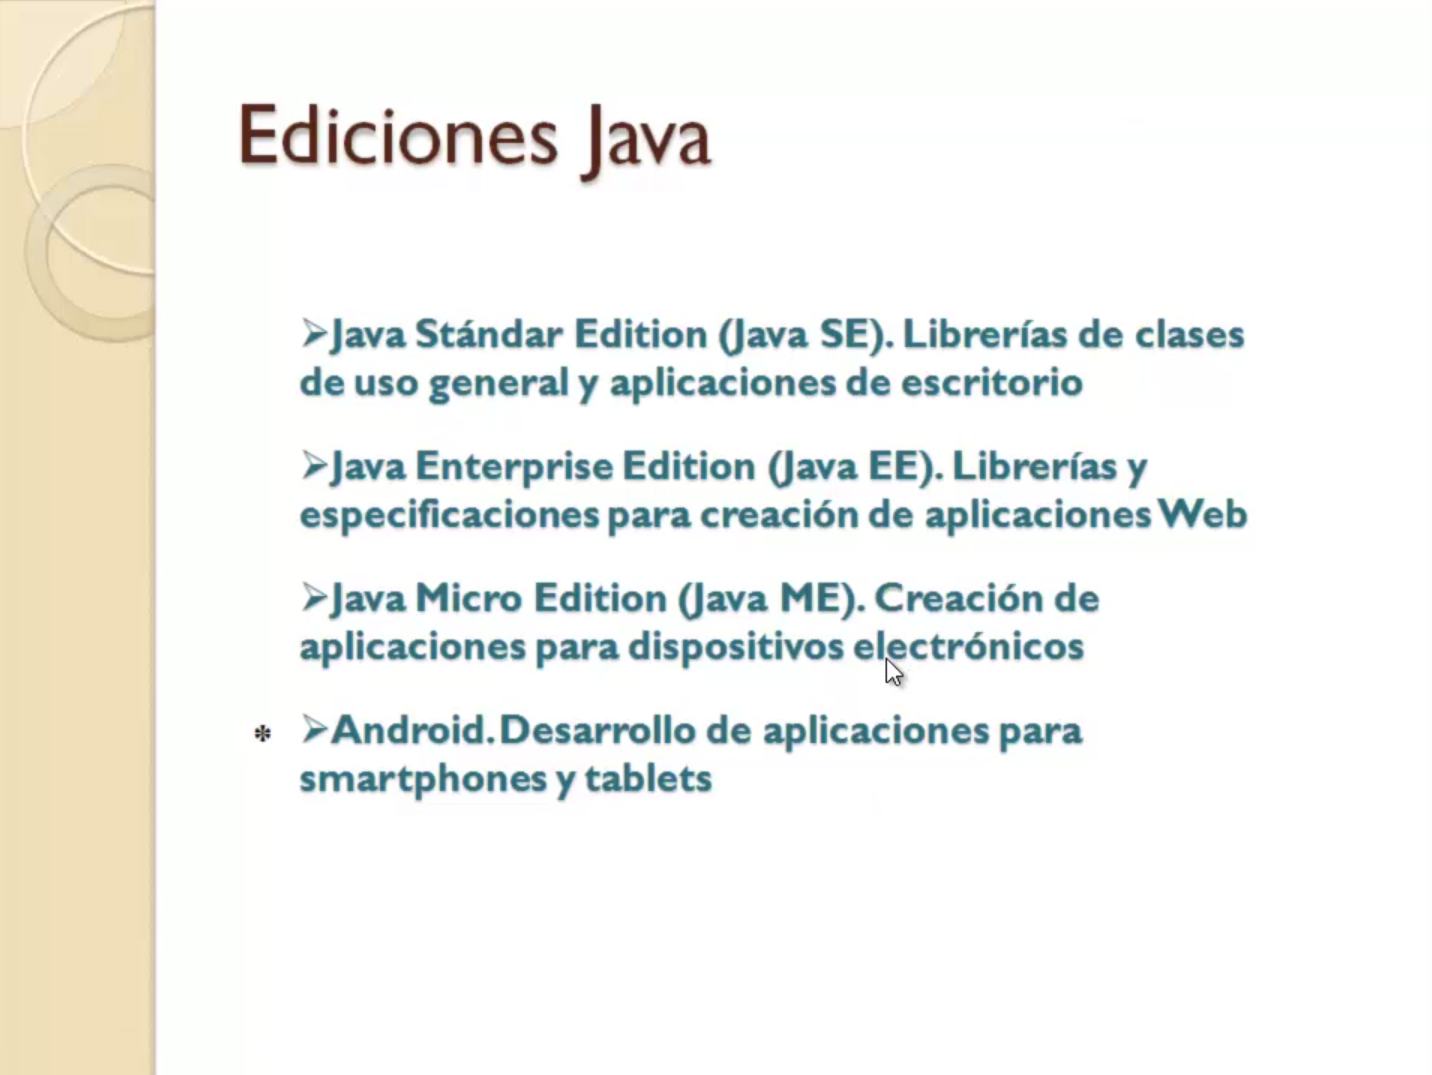 Ediciones Java
➢Java Stándar Edition (Java SE). Librerías de clases
de uso general y aplicaciones de escritorio
➢Java Enterprise Edition (Java EE). Librerías y
especificaciones para creación de aplicaciones Web
➢Java Micro Edition (Java ME). Creación de
aplicaciones para dispositivos electrónicos
* ➢Android. Desarrollo de aplicaciones para
smartphones y tablets